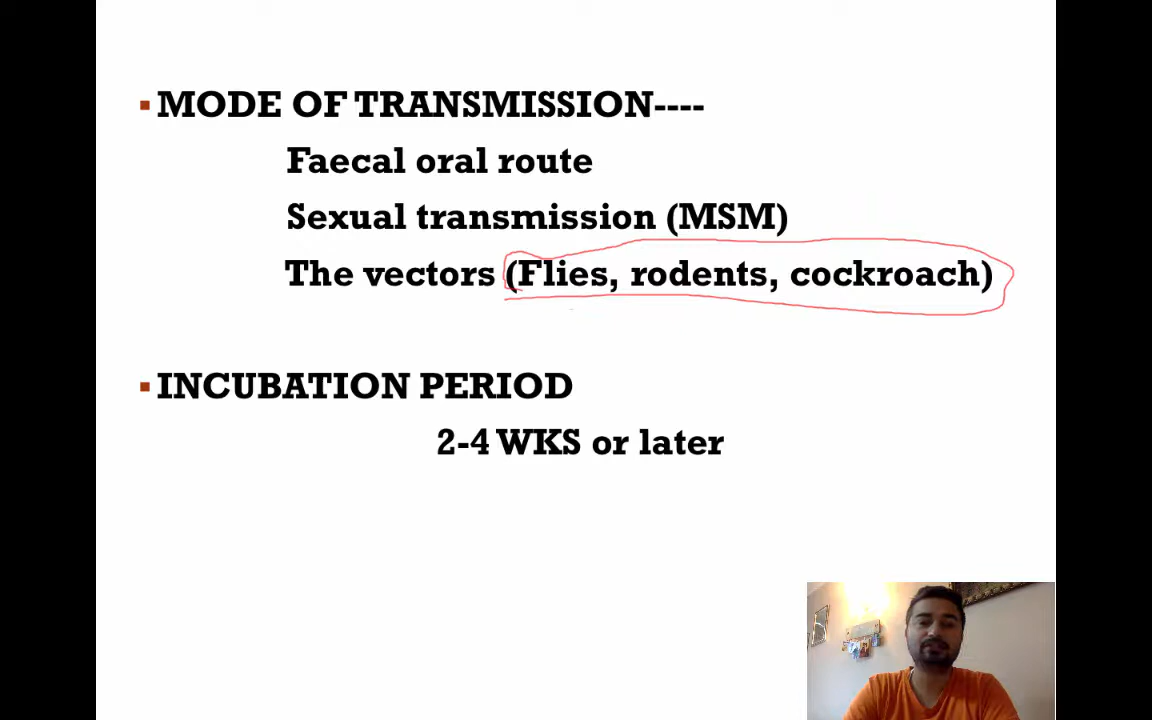 ▪MODE OF TRANSMISSION----
Faecal oral route
Sexual transmission (MSM)
The vectors (Flies, rodents, cockroach)
▪INCUBATION PERIOD
2-4 WKS or later